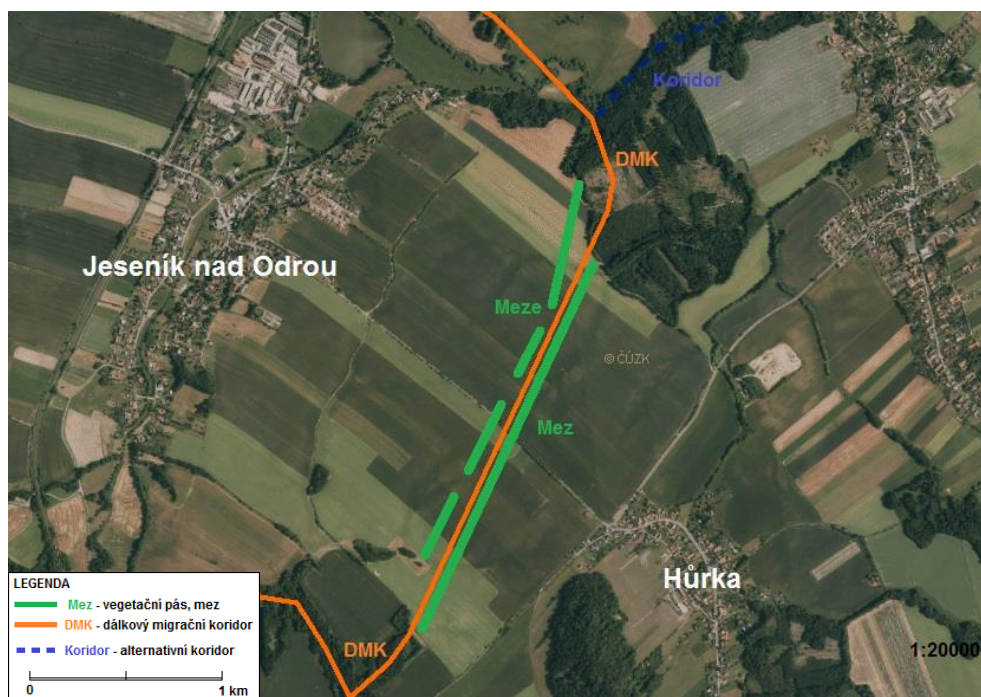 Koridor
DMK
Jeseník nad Odrou
Meze
© ČÚZK
Mez
Hůrka
LEGENDA
Mez - vegetační pás, mez
DMK - dálkový migrační koridor
Koridor - alternativní koridor
0 1 km
DMK
1:20000